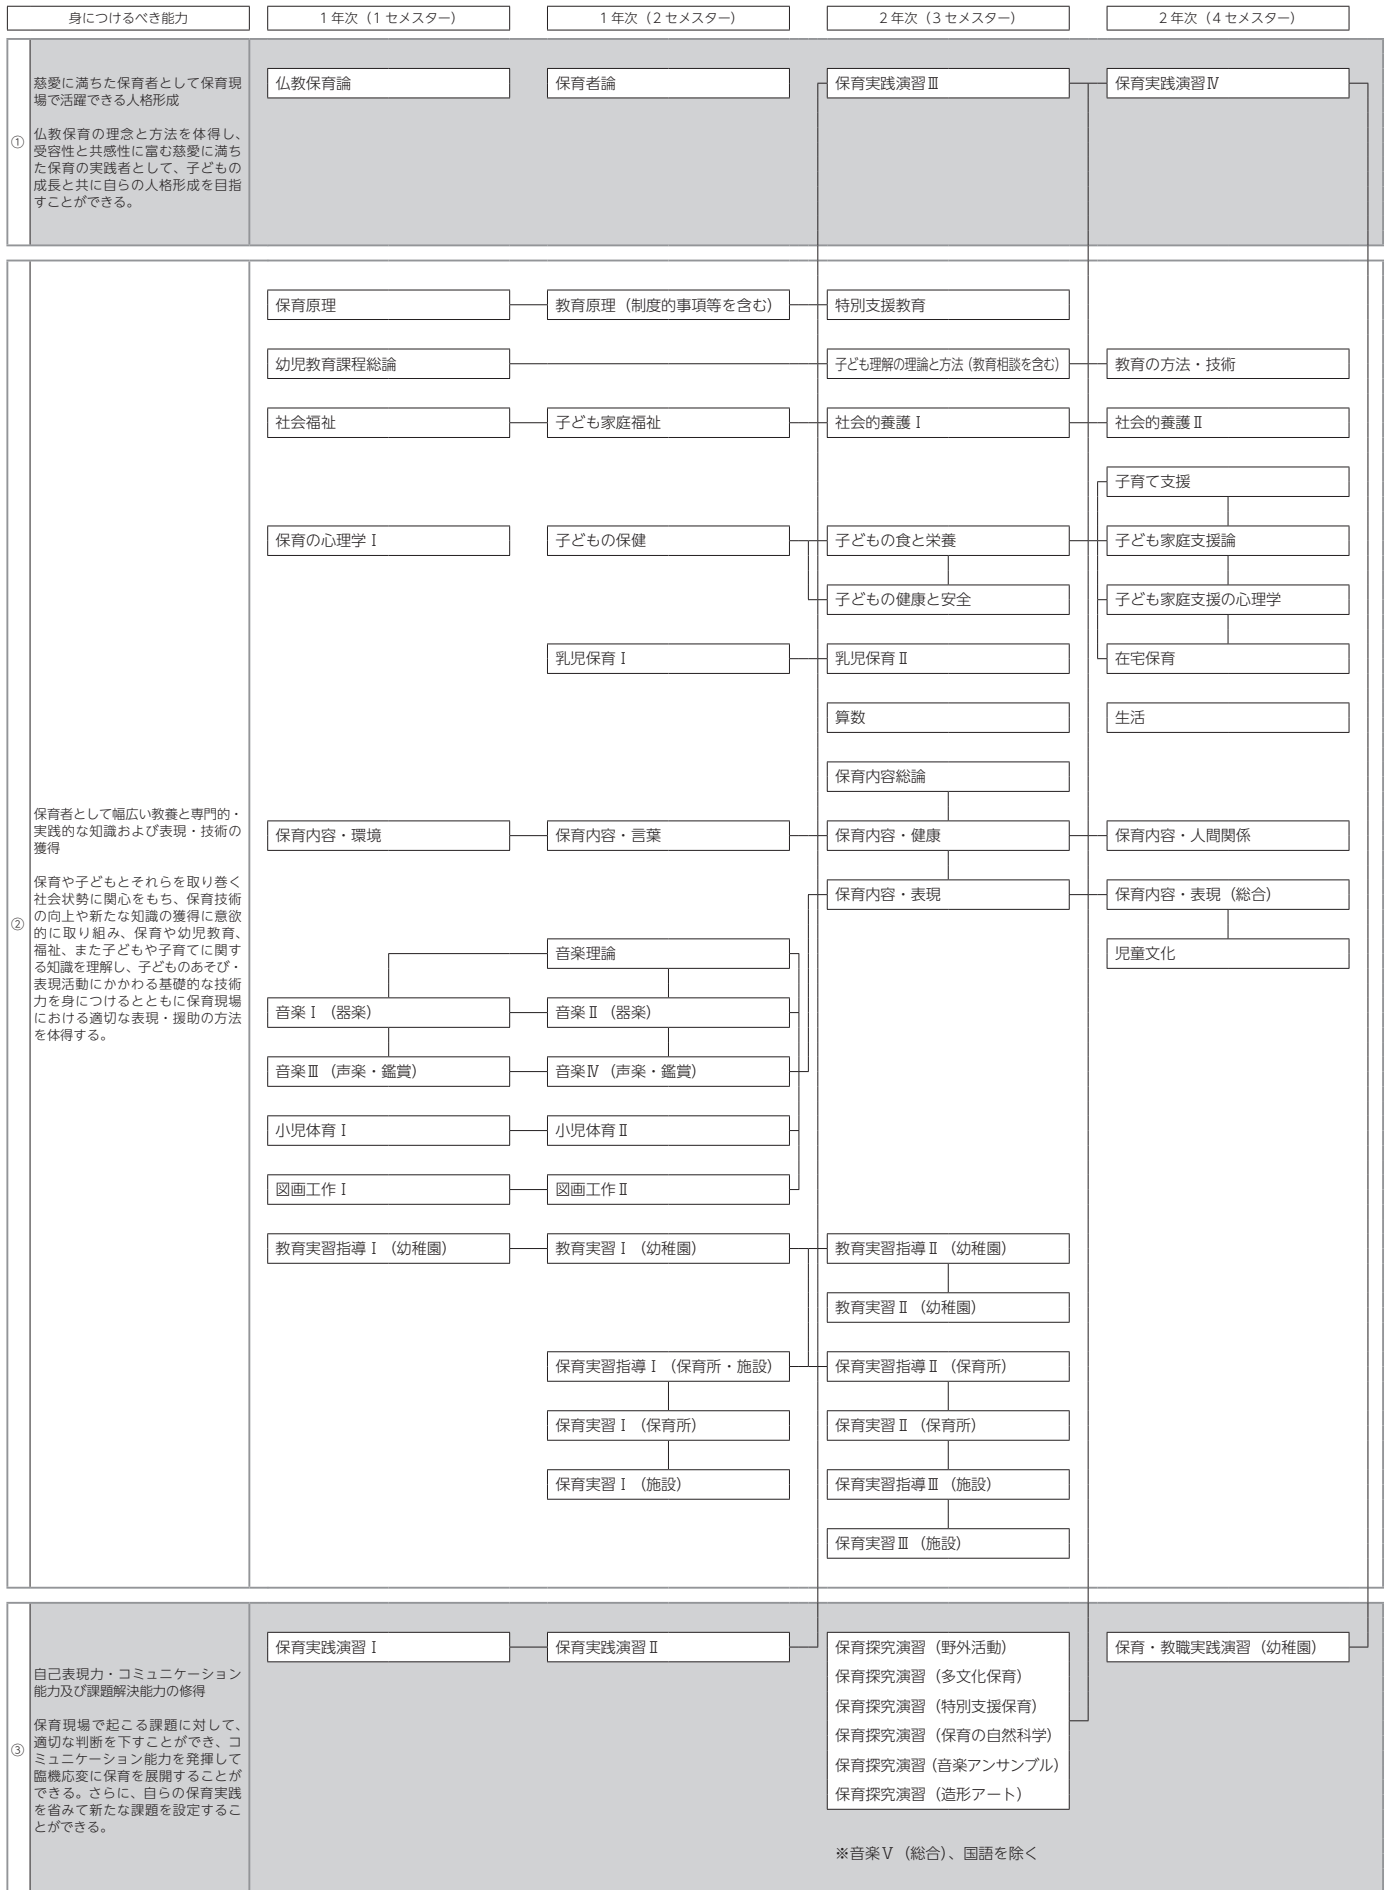 身につけるべき能力
1年次（1セメスター）
1年次（2セメスター）
2年次（3セメスター）
2年次（4セメスター）
①
慈愛に満ちた保育者として保育現
場で活躍できる人格形成
仏教保育の理念と方法を体得し、
受容性と共感性に富む慈愛に満ち
た保育の実践者として、子どもの
成長と共に自らの人格形成を目指
すことができる。
仏教保育論
保育者論
保育実践演習Ⅲ
保育実践演習Ⅳ
②
保育者として幅広い教養と専門的・
実践的な知識および表現・技術の
獲得
保育や子どもとそれらを取り巻く
社会状勢に関心をもち、保育技術
の向上や新たな知識の獲得に意欲
的に取り組み、保育や幼児教育、
福祉、また子どもや子育てに関す
る知識を理解し、子どものあそび・
表現活動にかかわる基礎的な技術
力を身につけるとともに保育現場
における適切な表現・援助の方法
を体得する。
保育原理
教育原理（制度的事項等を含む）
特別支援教育
幼児教育課程総論
子ども理解の理論と方法（教育相談を含む）
教育の方法・技術
社会福祉
子ども家庭福祉
社会的養護Ⅰ
社会的養護Ⅱ
子育て支援
保育の心理学Ⅰ
子どもの保健
子どもの食と栄養
子ども家庭支援論
子どもの健康と安全
子ども家庭支援の心理学
乳児保育Ⅰ
乳児保育Ⅱ
在宅保育
算数
生活
保育内容総論
保育内容・環境
保育内容・言葉
保育内容・健康
保育内容・人間関係
保育内容・表現
保育内容・表現（総合）
音楽理論
児童文化
音楽Ⅰ（器楽）
音楽Ⅱ（器楽）
音楽Ⅲ（声楽・鑑賞）
音楽Ⅳ（声楽・鑑賞）
小児体育Ⅰ
小児体育Ⅱ
図画工作Ⅰ
図画工作Ⅱ
教育実習指導Ⅰ（幼稚園）
教育実習Ⅰ（幼稚園）
教育実習指導Ⅱ（幼稚園）
教育実習Ⅱ（幼稚園）
保育実習指導Ⅰ（保育所・施設）
保育実習指導Ⅱ（保育所）
保育実習Ⅰ（保育所）
保育実習Ⅱ（保育所）
保育実習Ⅰ（施設）
保育実習指導Ⅲ（施設）
保育実習Ⅲ（施設）
③
自己表現力・コミュニケーション
能力及び課題解決能力の修得
保育現場で起こる課題に対して、
適切な判断を下すことができ、コ
ミュニケーション能力を発揮して
臨機応変に保育を展開することが
できる。さらに、自らの保育実践
を省みて新たな課題を設定するこ
とができる。
保育実践演習Ⅰ
保育実践演習Ⅱ
保育探究演習（野外活動）
保育探究演習（多文化保育）
保育探究演習（特別支援保育）
保育探究演習（保育の自然科学）
保育探究演習（音楽アンサンブル）
保育探究演習（造形アート）
保育・教職実践演習（幼稚園）
※音楽Ⅴ（総合）、国語を除く